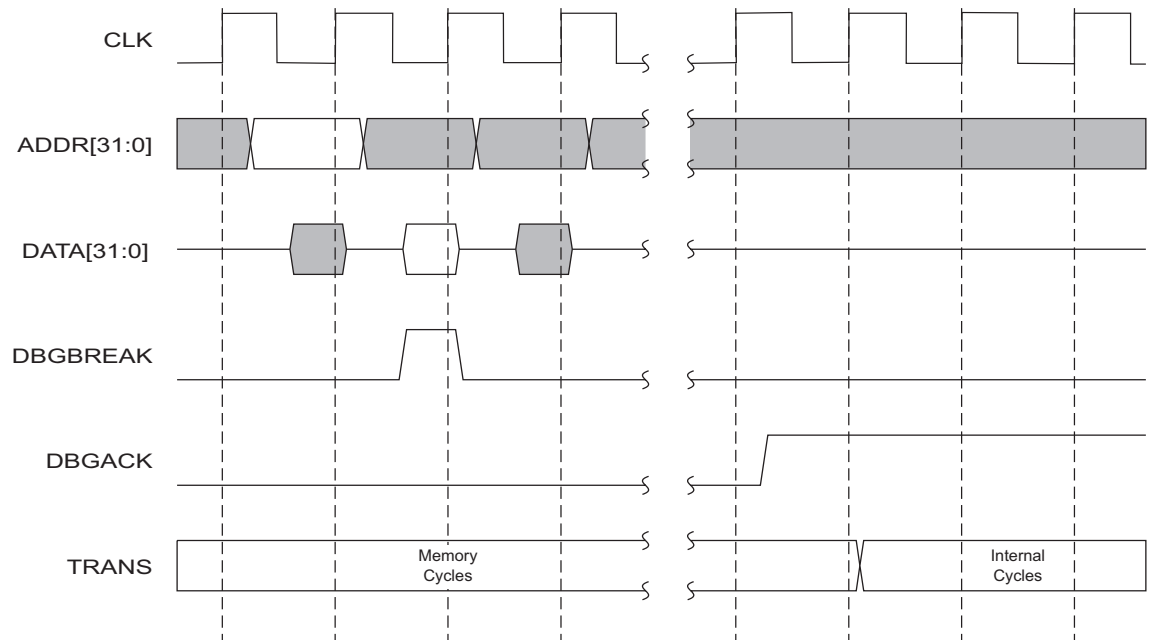 CLK
ADDR[31:0]
DATA[31:0]
DBGBREAK
DBGACK
TRANS
Memory
Cycles
Internal
Cycles